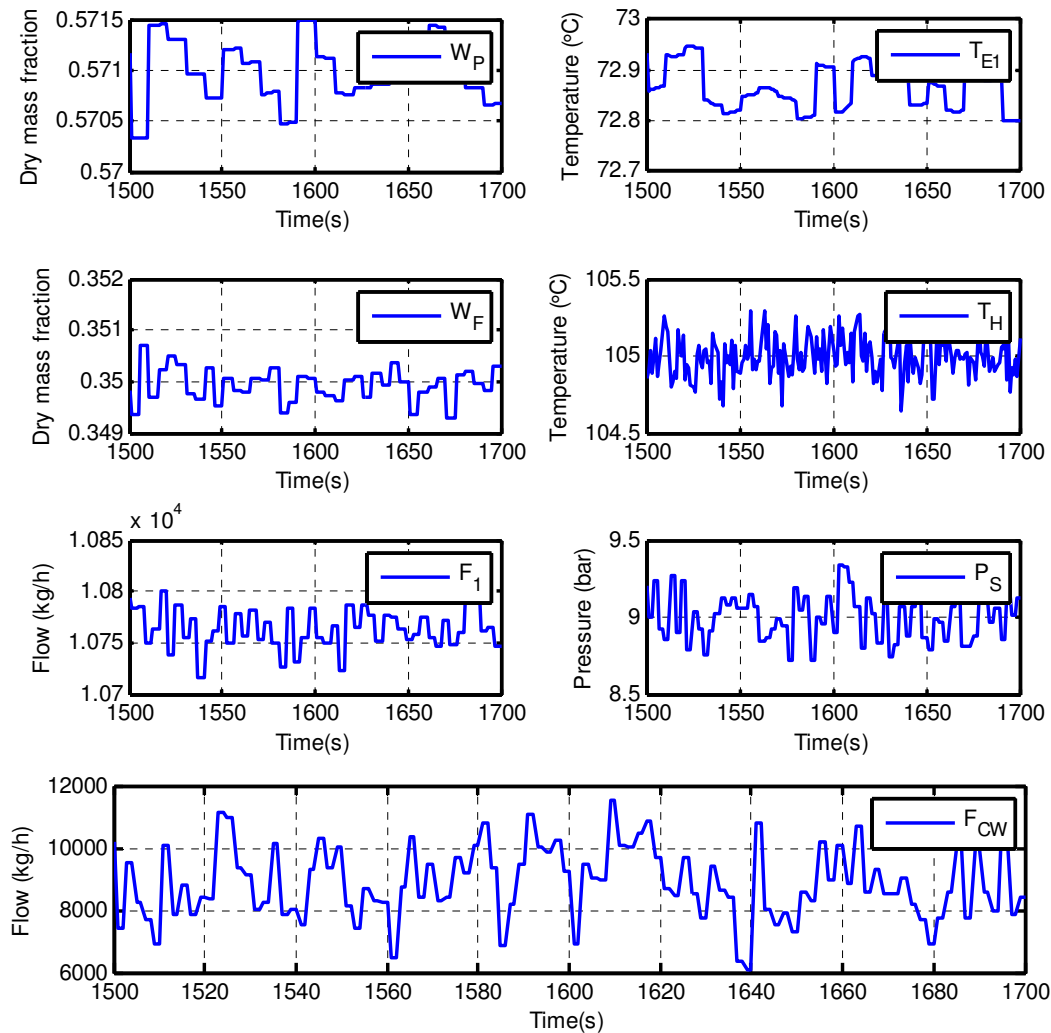 Dry mass fraction
0.5715
0.571
0.5705
0.57
1500 1550 1600 1650 1700
Time(s)
W_P
Temperature (°C)
73
72.9
72.8
72.7
1500 1550 1600 1650 1700
Time(s)
T_E1
Dry mass fraction
0.352
0.351
0.35
0.349
1500 1550 1600 1650 1700
Time(s)
W_F
Temperature (°C)
105.5
105
104.5
1500 1550 1600 1650 1700
Time(s)
T_H
Flow (kg/h)
x 10^4
1.085
1.08
1.075
1.07
1500 1550 1600 1650 1700
Time(s)
F_1
Pressure (bar)
9.5
9
8.5
1500 1550 1600 1650 1700
Time(s)
P_S
Flow (kg/h)
12000
10000
8000
6000
1500 1520 1540 1560 1580 1600 1620 1640 1660 1680 1700
Time(s)
F_CW